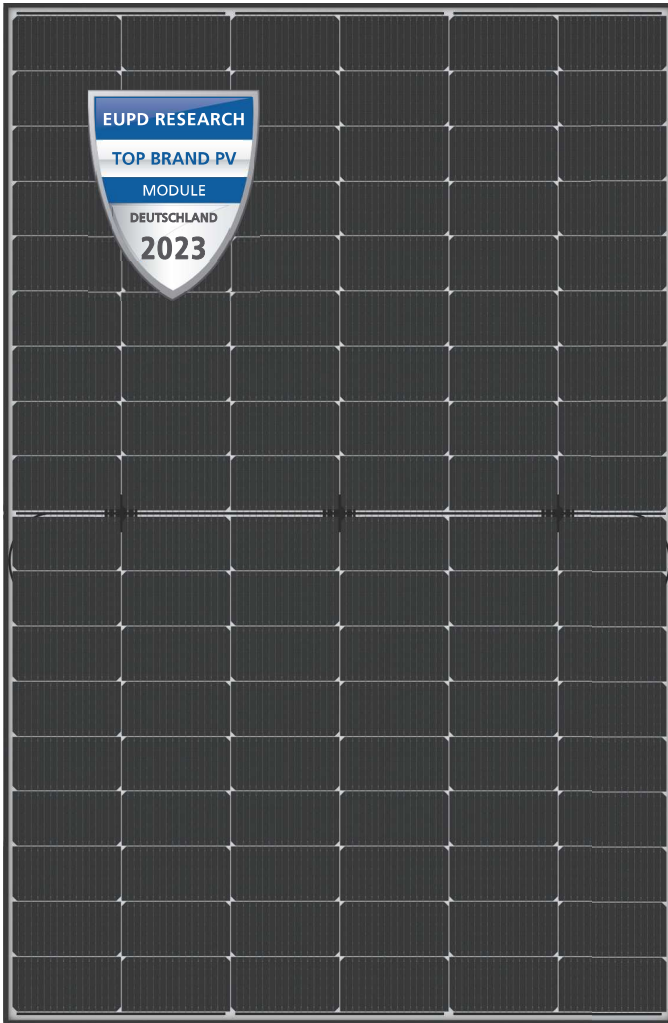 EUPD RESEARCH
TOP BRAND PV
MODULE
DEUTSCHLAND
2023